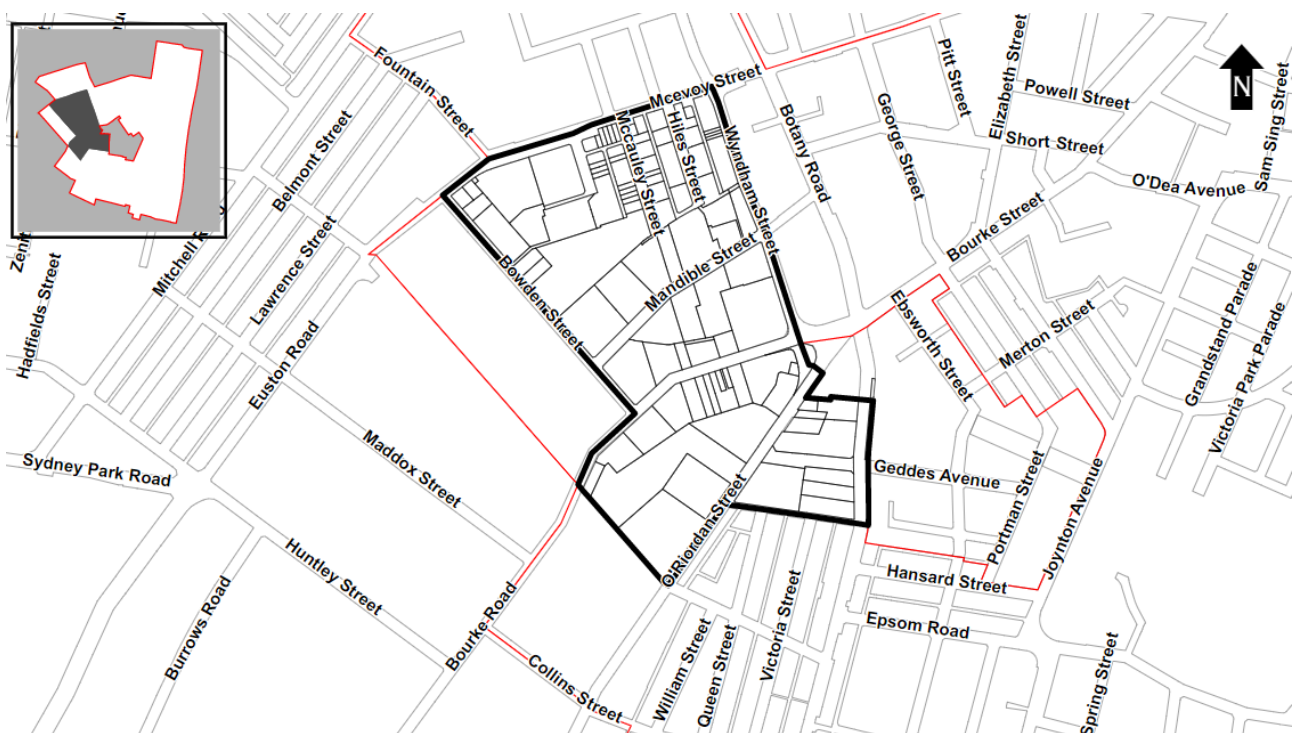 Fountain Street
Mcevoy Street
Pitt Street
Elizabeth Street
Powell Street
Sam-Sing Street
N
Belmont Street
Mccauley Street
Hiles Street
Wyndham Street
Botany Road
George Street
Short Street
O'Dea Avenue
Mitchell R
Zenit
Hadfields Street
Lawrence Street
Euston Road
Bowden Street
Mandible Street
Bourke Street
Ebsworth Street
Merton Street
Grandstand Parade
Victoria Park Parade
Sydney Park Road
Maddox Street
Huntley Street
Burrows Road
Bourke Road
Collins Street
O'Riordan Street
Geddes Avenue
Portman Street
Joynton Avenue
Hansard Street
Epsom Road
William Street
Queen Street
Victoria Street
Spring Street